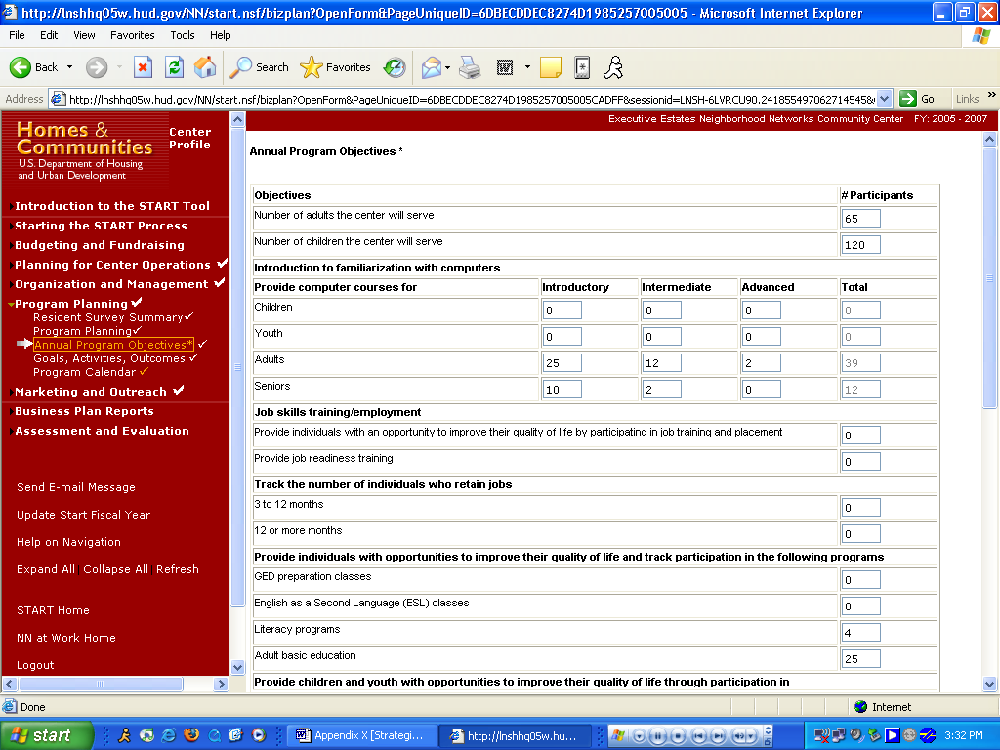 http://lnshhq05w.hud.gov/NN/start.nsf/bizplan?OpenForm&PageUniqueID=6DBECDDEC8274D1985257005005 - Microsoft Internet Explorer
File Edit View Favorites Tools Help
Back Search Favorites
Address http://lnshhq05w.hud.gov/NN/start.nsf/bizplan?OpenForm&PageUniqueID=6DBECDDEC8274D1985257005005CADFF&sessionid=LNSH-6LVRCU90.241855497062714545& Go Links »
Executive Estates Neighborhood Networks Community Center FY: 2005 - 2007
Homes &
Communities
U.S. Department of Housing
and Urban Development
Center
Profile
Introduction to the START Tool
Starting the START Process
Budgeting and Fundraising
Planning for Center Operations
Organization and Management
Program Planning
Resident Survey Summary
Program Planning
Annual Program Objectives*
Goals, Activities, Outcomes
Program Calendar
Marketing and Outreach
Business Plan Reports
Assessment and Evaluation
Send E-mail Message
Update Start Fiscal Year
Help on Navigation
Expand All Collapse All Refresh
START Home
NN at Work Home
Logout
Annual Program Objectives *
Objectives # Participants
Number of adults the center will serve 65
Number of children the center will serve 120
Introduction to familiarization with computers
Provide computer courses for Introductory Intermediate Advanced Total
Children 0 0 0 0
Youth 0 0 0 0
Adults 25 12 2 39
Seniors 10 2 0 12
Job skills training/employment
Provide individuals with an opportunity to improve their quality of life by participating in job training and placement 0
Provide job readiness training 0
Track the number of individuals who retain jobs
3 to 12 months 0
12 or more months 0
Provide individuals with opportunities to improve their quality of life and track participation in the following programs
GED preparation classes 0
English as a Second Language (ESL) classes 0
Literacy programs 4
Adult basic education 25
Provide children and youth with opportunities to improve their quality of life through participation in
Done Internet
start Appendix X [Strategi... http://lnshhq05w.hu... 3:32 PM